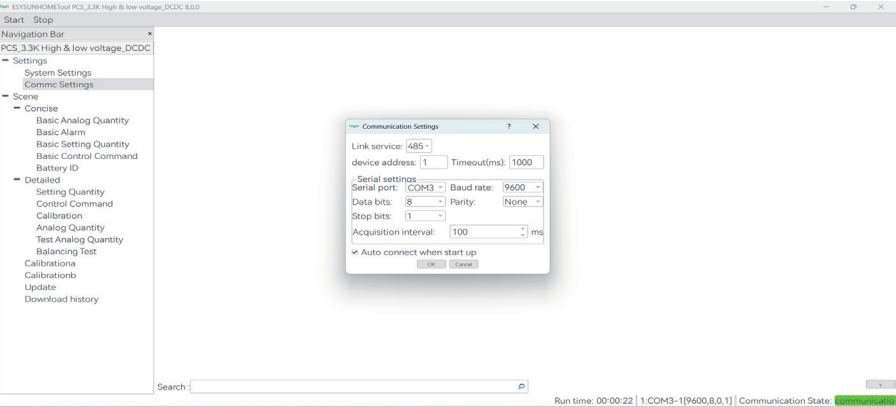 ESYSUNHOMETool PCS_3.3K High & low voltage_DCDC 8.0.0
Start Stop
Navigation Bar
PCS_3.3K High & low voltage_DCDC
Settings
System Settings
Commc Settings
Scene
Concise
Basic Analog Quantity
Basic Alarm
Basic Setting Quantity
Basic Control Command
Battery ID
Detailed
Setting Quantity
Control Command
Calibration
Analog Quantity
Test Analog Quantity
Balancing Test
Calibrationa
Calibrationb
Update
Download history
Communication Settings ?
Link service: 485
device address: 1 Timeout(ms): 1000
Serial settings
Serial port: COM3 Baud rate: 9600
Data bits: 8 Parity: None
Stop bits: 1
Acquisition interval: 100 ms
Auto connect when start up
OK Cancel
Search :
Run time: 00:00:22 1:COM3-1[9600,8,0,1] Communication State: communicatio